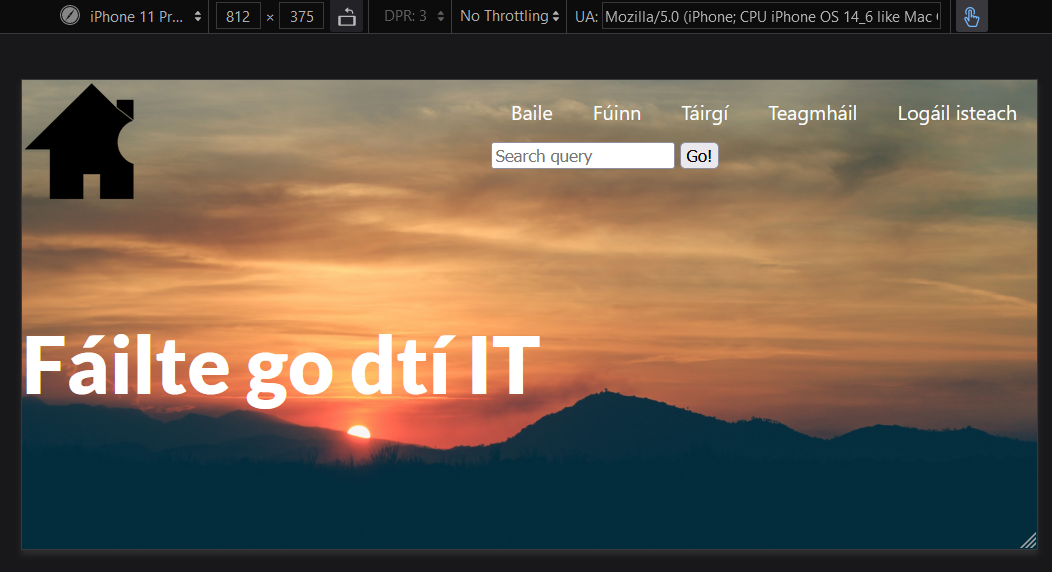 iPhone 11 Pr... 812 × 375 DPR: 3 No Throttling UA: Mozilla/5.0 (iPhone; CPU iPhone OS 14_6 like Mac
Baile Fúinn Táirgí Teagmháil Logáil isteach
Search query Go!
Fáilte go dtí IT